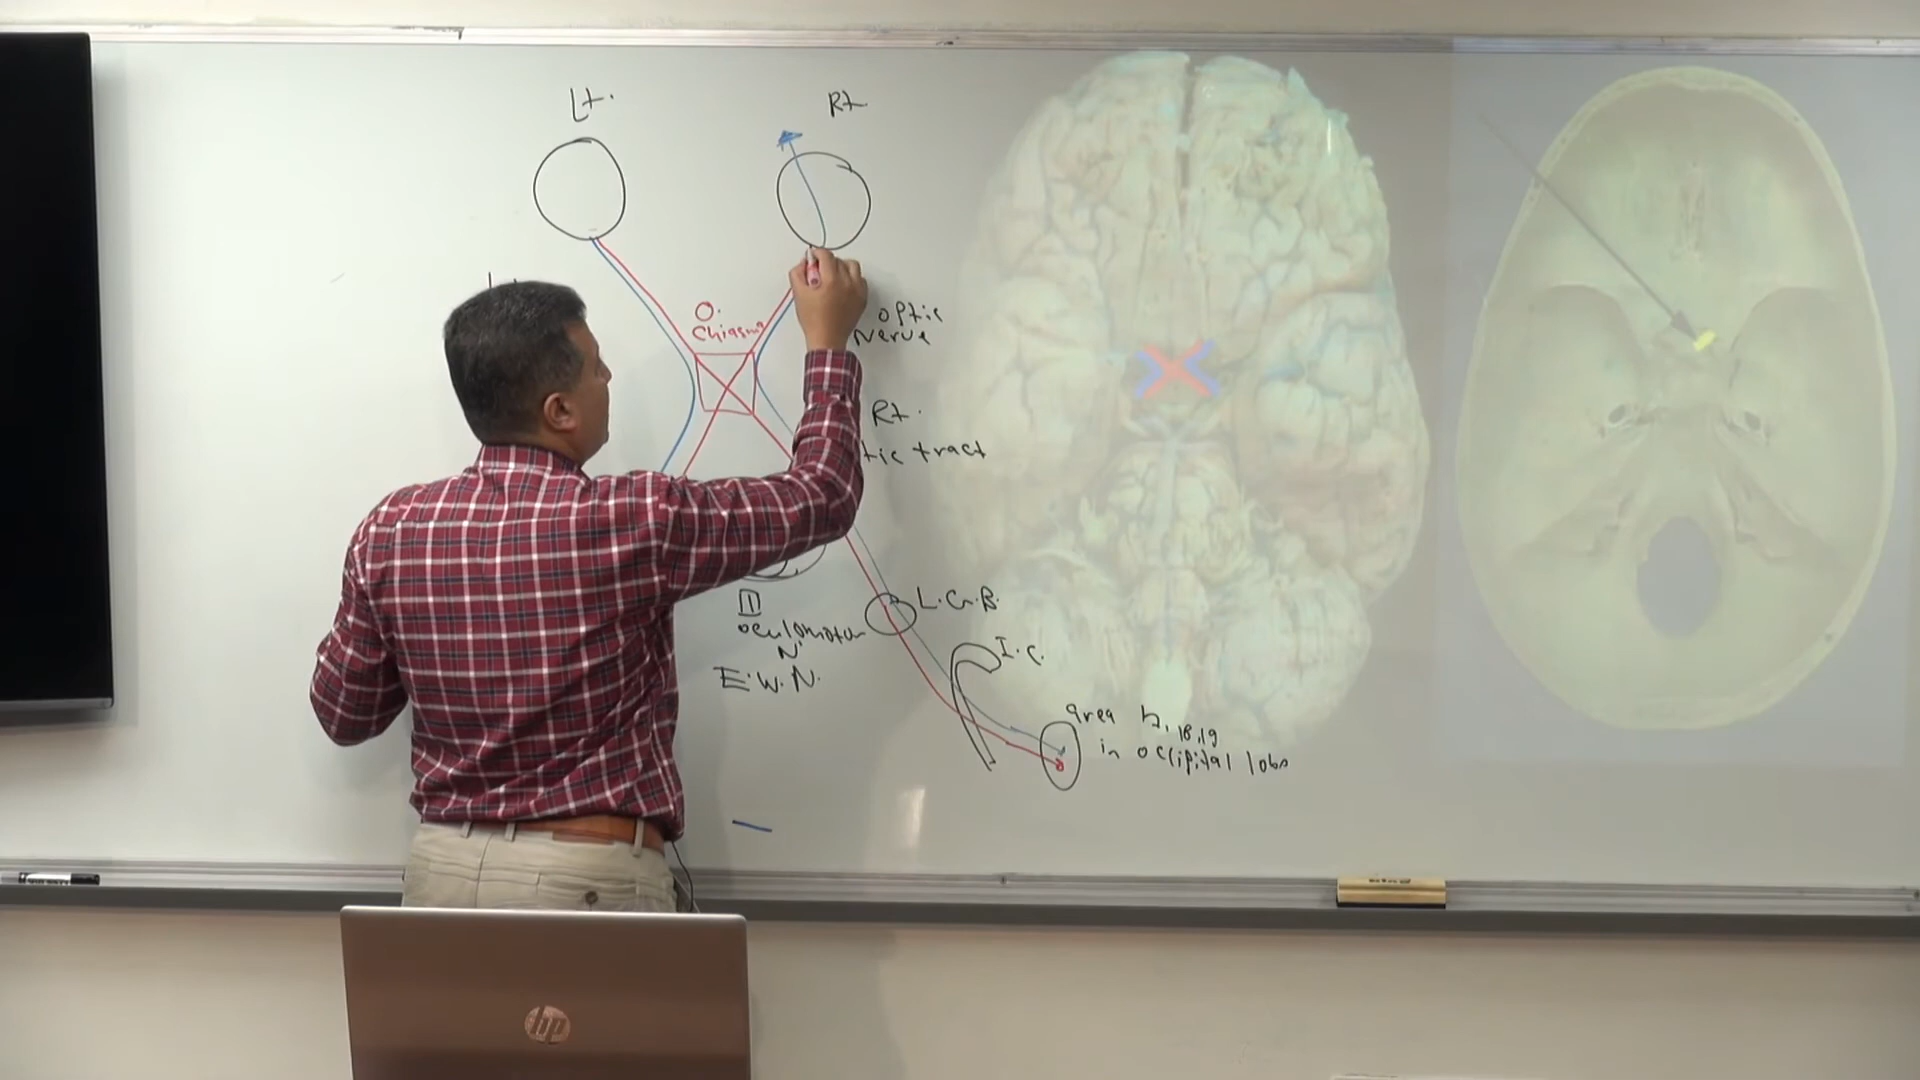 Lt.
Rt.
O.
Chiasma
optic
nerve
Rt.
tic tract
III
oculomotor
N.
E.W.N.
L.G.B.
I.C.
area 17, 18, 19
in occipital lobe
hp